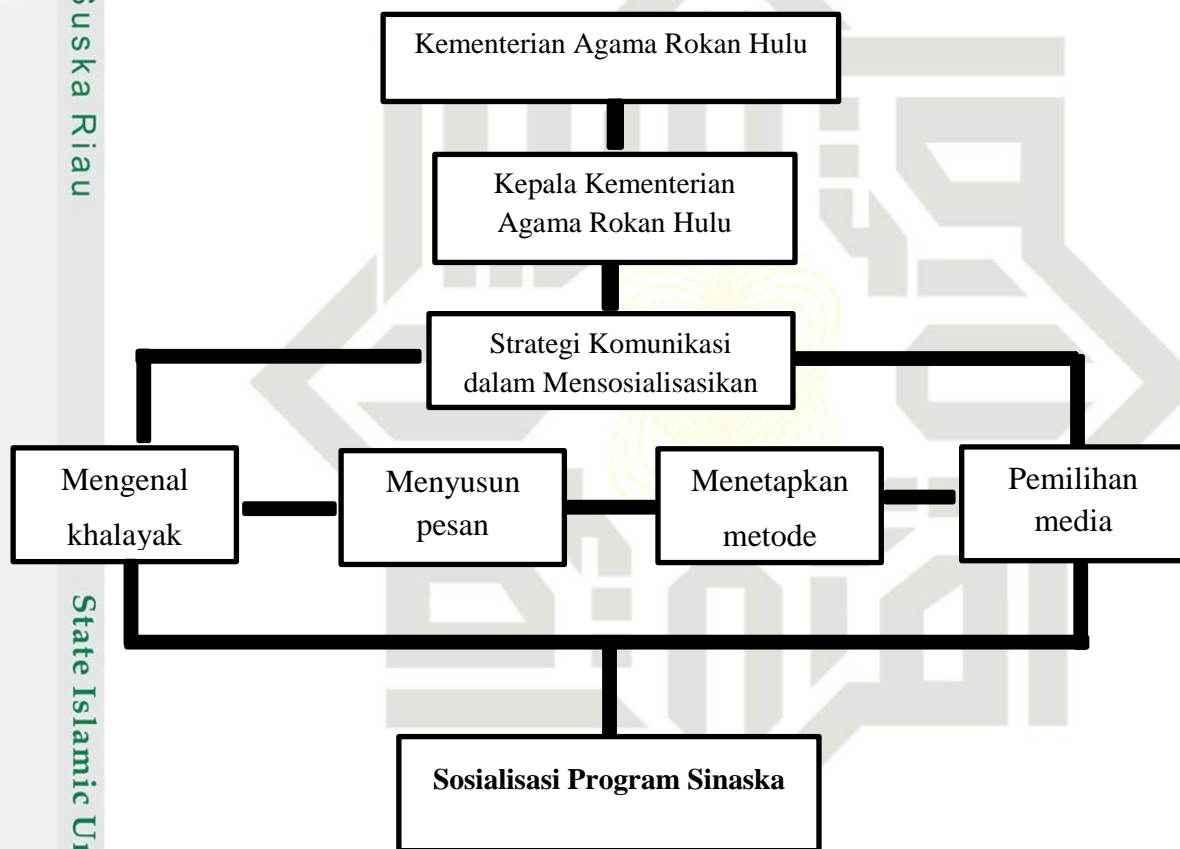 Suska Riau
State Islamic Un
Kementerian Agama Rokan Hulu
Kepala Kementerian
Agama Rokan Hulu
Strategi Komunikasi
dalam Mensosialisasikan
Mengenal
khalayak
Menyusun
pesan
Menetapkan
metode
Pemilihan
media
Sosialisasi Program Sinaska